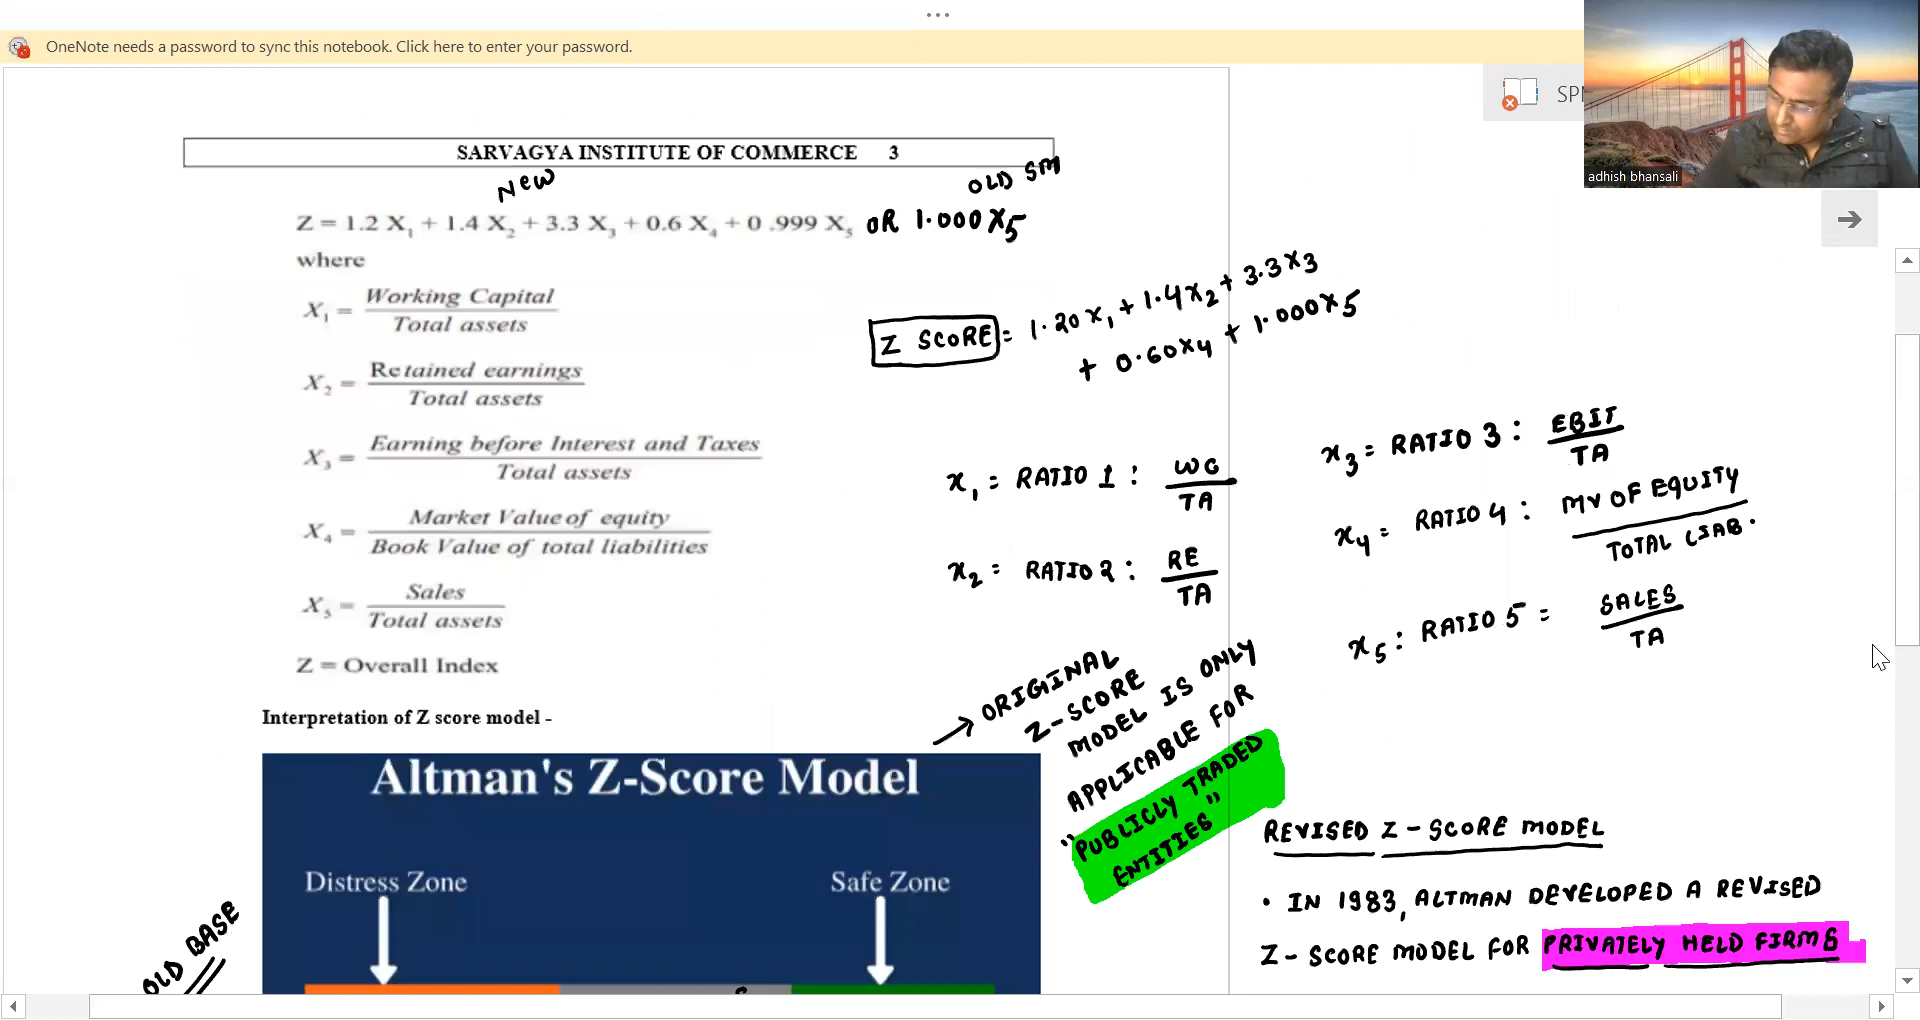 OneNote needs a password to sync this notebook. Click here to enter your password.
adhish bhansali
SARVAGYA INSTITUTE OF COMMERCE 3
NEW
OLD SM
Z = 1.2 X₁ + 1.4 X₂ + 3.3 X₃ + 0.6 X₄ + 0 .999 X₅ OR 1.000 X5
where
X₁ = Working Capital
Total assets
X₂ = Retained earnings
Total assets
X₃ = Earning before Interest and Taxes
Total assets
X₄ = Market Value of equity
Book Value of total liabilities
X₅ = Sales
Total assets
Z = Overall Index
Z SCORE = 1.20x₁ + 1.4x₂ + 3.3x3
+ 0.60x4 + 1.000x5
x₁ = RATIO 1 : WC
TA
x₂ = RATIO 2 : RE
TA
x3 = RATIO 3 : EBIT
TA
x4 = RATIO 4 : MV OF EQUITY
TOTAL LIAB.
x5 : RATIO 5 = SALES
TA
Interpretation of Z score model -
→ ORIGINAL
Z-SCORE
MODEL IS ONLY
APPLICABLE FOR
"PUBLICLY TRADED
ENTITIES"
Altman's Z-Score Model
Distress Zone
Safe Zone
OLD BASE
REVISED Z-SCORE MODEL
• IN 1983, ALTMAN DEVELOPED A REVISED
Z-SCORE MODEL FOR PRIVATELY HELD FIRMS